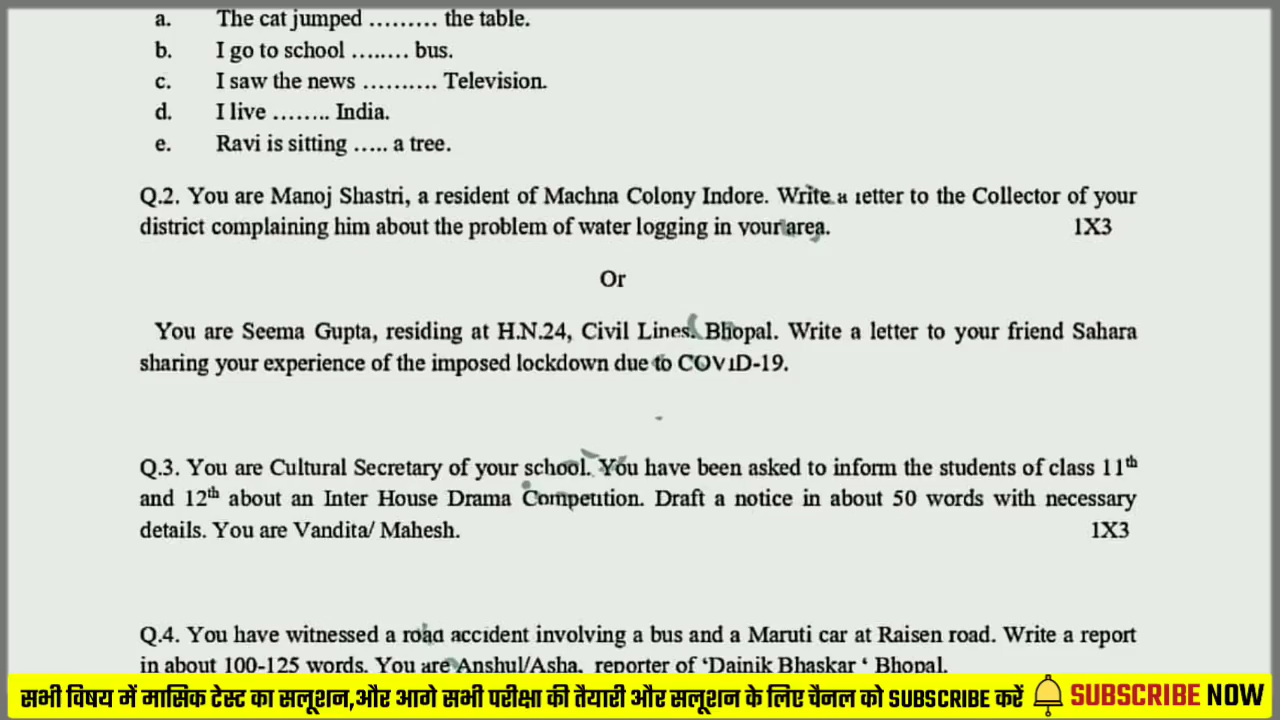 a. The cat jumped ......... the table.
b. I go to school ........ bus.
c. I saw the news .......... Television.
d. I live ........ India.
e. Ravi is sitting ..... a tree.
Q.2. You are Manoj Shastri, a resident of Machna Colony Indore. Write a letter to the Collector of your
district complaining him about the problem of water logging in your area. 1X3
Or
You are Seema Gupta, residing at H.N.24, Civil Lines. Bhopal. Write a letter to your friend Sahara
sharing your experience of the imposed lockdown due to COVID-19.
Q.3. You are Cultural Secretary of your school. You have been asked to inform the students of class 11th
and 12th about an Inter House Drama Competition. Draft a notice in about 50 words with necessary
details. You are Vandita/ Mahesh. 1X3
Q.4. You have witnessed a road accident involving a bus and a Maruti car at Raisen road. Write a report
in about 100-125 words. You are Anshul/Asha, reporter of ‘Dainik Bhaskar ‘ Bhopal.
सभी विषय में मासिक टेस्ट का सलूशन,और आगे सभी परीक्षा की तैयारी और सलूशन के लिए चैनल को SUBSCRIBE करें SUBSCRIBE NOW